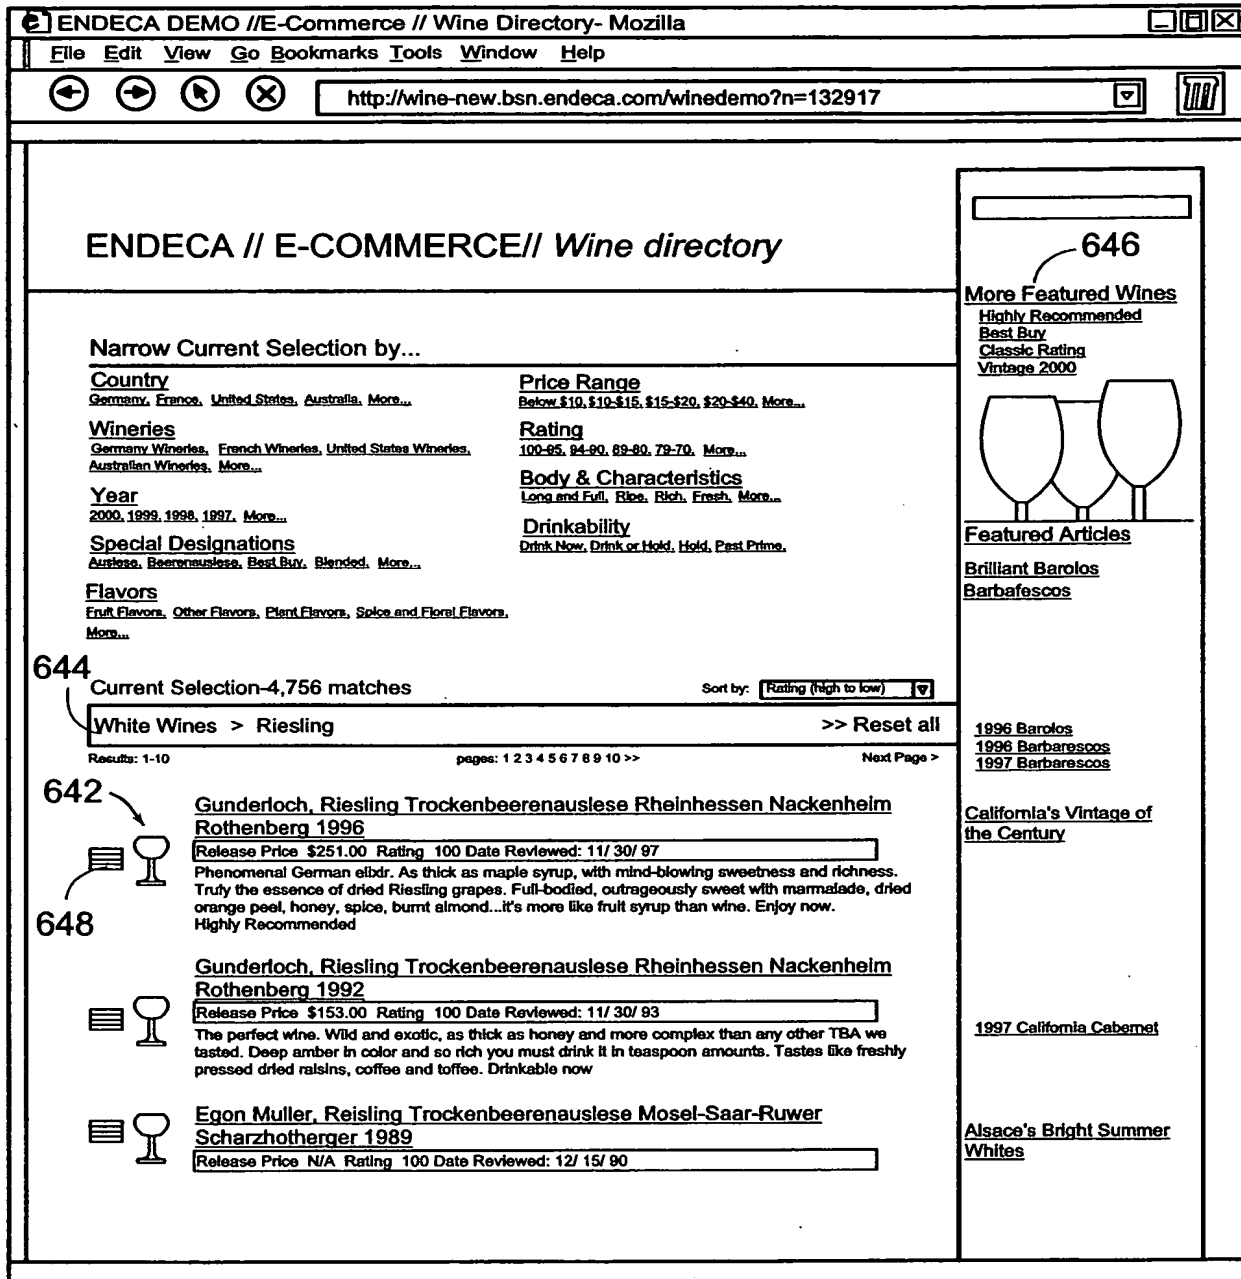 ENDECA DEMO //E-Commerce // Wine Directory- Mozilla
File Edit View Go Bookmarks Tools Window Help
http://wine-new.bsn.endeca.com/winedemo?n=132917
ENDECA // E-COMMERCE// Wine directory
Narrow Current Selection by...
Country
Germany, France, United States, Australia, More...
Wineries
Germany Wineries, French Wineries, United States Wineries,
Australian Wineries, More...
Year
2000, 1999, 1998, 1997, More...
Special Designations
Auslese, Beerenauslese, Best Buy, Blended, More...
Flavors
Fruit Flavors, Other Flavors, Plant Flavors, Spice and Floral Flavors,
More...
Price Range
Below $10, $10-$15, $15-$20, $20-$40, More...
Rating
100-95, 94-90, 89-80, 79-70, More...
Body & Characteristics
Long and Full, Ripe, Rich, Fresh, More...
Drinkability
Drink Now, Drink or Hold, Hold, Past Prime,
644
Current Selection-4,756 matches
Sort by: Rating (high to low)
White Wines > Riesling >> Reset all
Results: 1-10 pages: 1 2 3 4 5 6 7 8 9 10 >> Next Page >
642
Gunderloch, Riesling Trockenbeerenauslese Rheinhessen Nackenheim
Rothenberg 1996
Release Price $251.00 Rating 100 Date Reviewed: 11/ 30/ 97
Phenomenal German elixir. As thick as maple syrup, with mind-blowing sweetness and richness.
Truly the essence of dried Riesling grapes. Full-bodied, outrageously sweet with marmalade, dried
orange peel, honey, spice, burnt almond...it's more like fruit syrup than wine. Enjoy now.
Highly Recommended
648
Gunderloch, Riesling Trockenbeerenauslese Rheinhessen Nackenheim
Rothenberg 1992
Release Price $153.00 Rating 100 Date Reviewed: 11/ 30/ 93
The perfect wine. Wild and exotic, as thick as honey and more complex than any other TBA we
tasted. Deep amber in color and so rich you must drink it in teaspoon amounts. Tastes like freshly
pressed dried raisins, coffee and toffee. Drinkable now
Egon Muller, Reisling Trockenbeerenauslese Mosel-Saar-Ruwer
Scharzhotherger 1989
Release Price N/A Rating 100 Date Reviewed: 12/ 15/ 90
646
More Featured Wines
Highly Recommended
Best Buy
Classic Rating
Vintage 2000
Featured Articles
Brilliant Barolos
Barbafescos
1996 Barolos
1996 Barbarescos
1997 Barbarescos
California's Vintage of
the Century
1997 California Cabernet
Alsace's Bright Summer
Whites